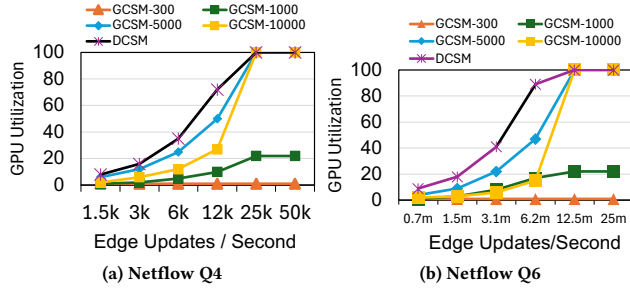 GCSM-300 GCSM-1000
GCSM-5000 GCSM-10000
DCSM
GPU Utilization
100
80
60
40
20
0
1.5k 3k 6k 12k 25k 50k
Edge Updates / Second
(a) Netflow Q4
GCSM-300 GCSM-1000
GCSM-5000 GCSM-10000
DCSM
GPU Utilization
100
80
60
40
20
0
0.7m 1.5m 3.1m 6.2m 12.5m 25m
Edge Updates/Second
(b) Netflow Q6